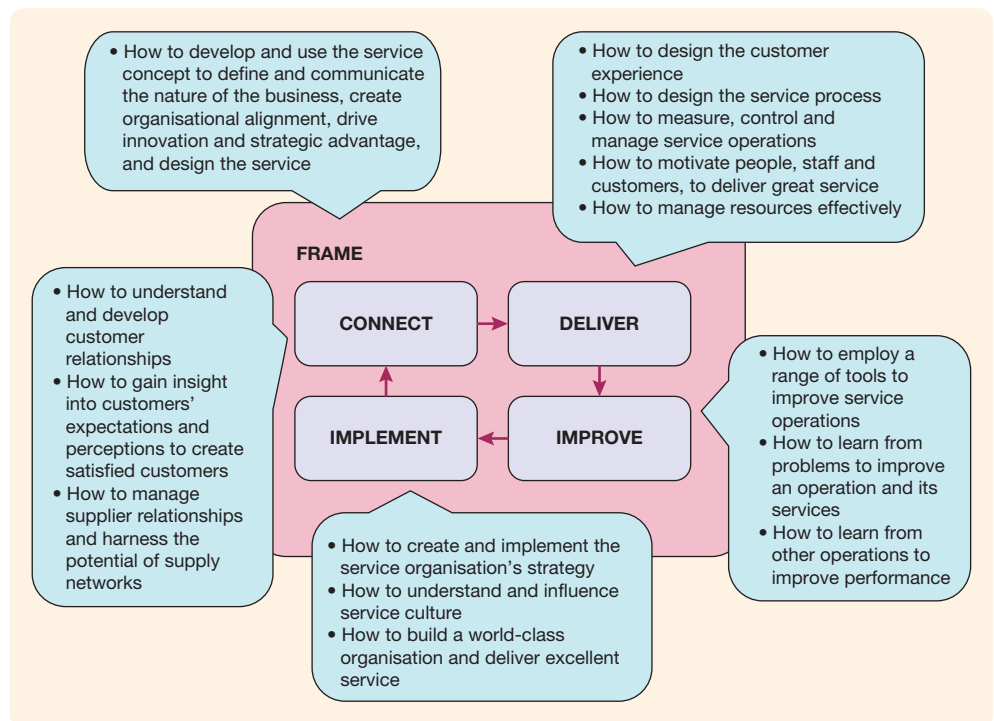 • How to develop and use the service
concept to define and communicate
the nature of the business, create
organisational alignment, drive
innovation and strategic advantage,
and design the service
• How to design the customer
experience
• How to design the service process
• How to measure, control and
manage service operations
• How to motivate people, staff and
customers, to deliver great service
• How to manage resources effectively
FRAME
CONNECT
DELIVER
IMPLEMENT
IMPROVE
• How to understand
and develop
customer
relationships
• How to gain insight
into customers'
expectations and
perceptions to create
satisfied customers
• How to manage
supplier relationships
and harness the
potential of supply
networks
• How to employ a
range of tools to
improve service
operations
• How to learn from
problems to improve
an operation and its
services
• How to learn from
other operations to
improve performance
• How to create and implement the
service organisation's strategy
• How to understand and influence
service culture
• How to build a world-class
organisation and deliver excellent
service